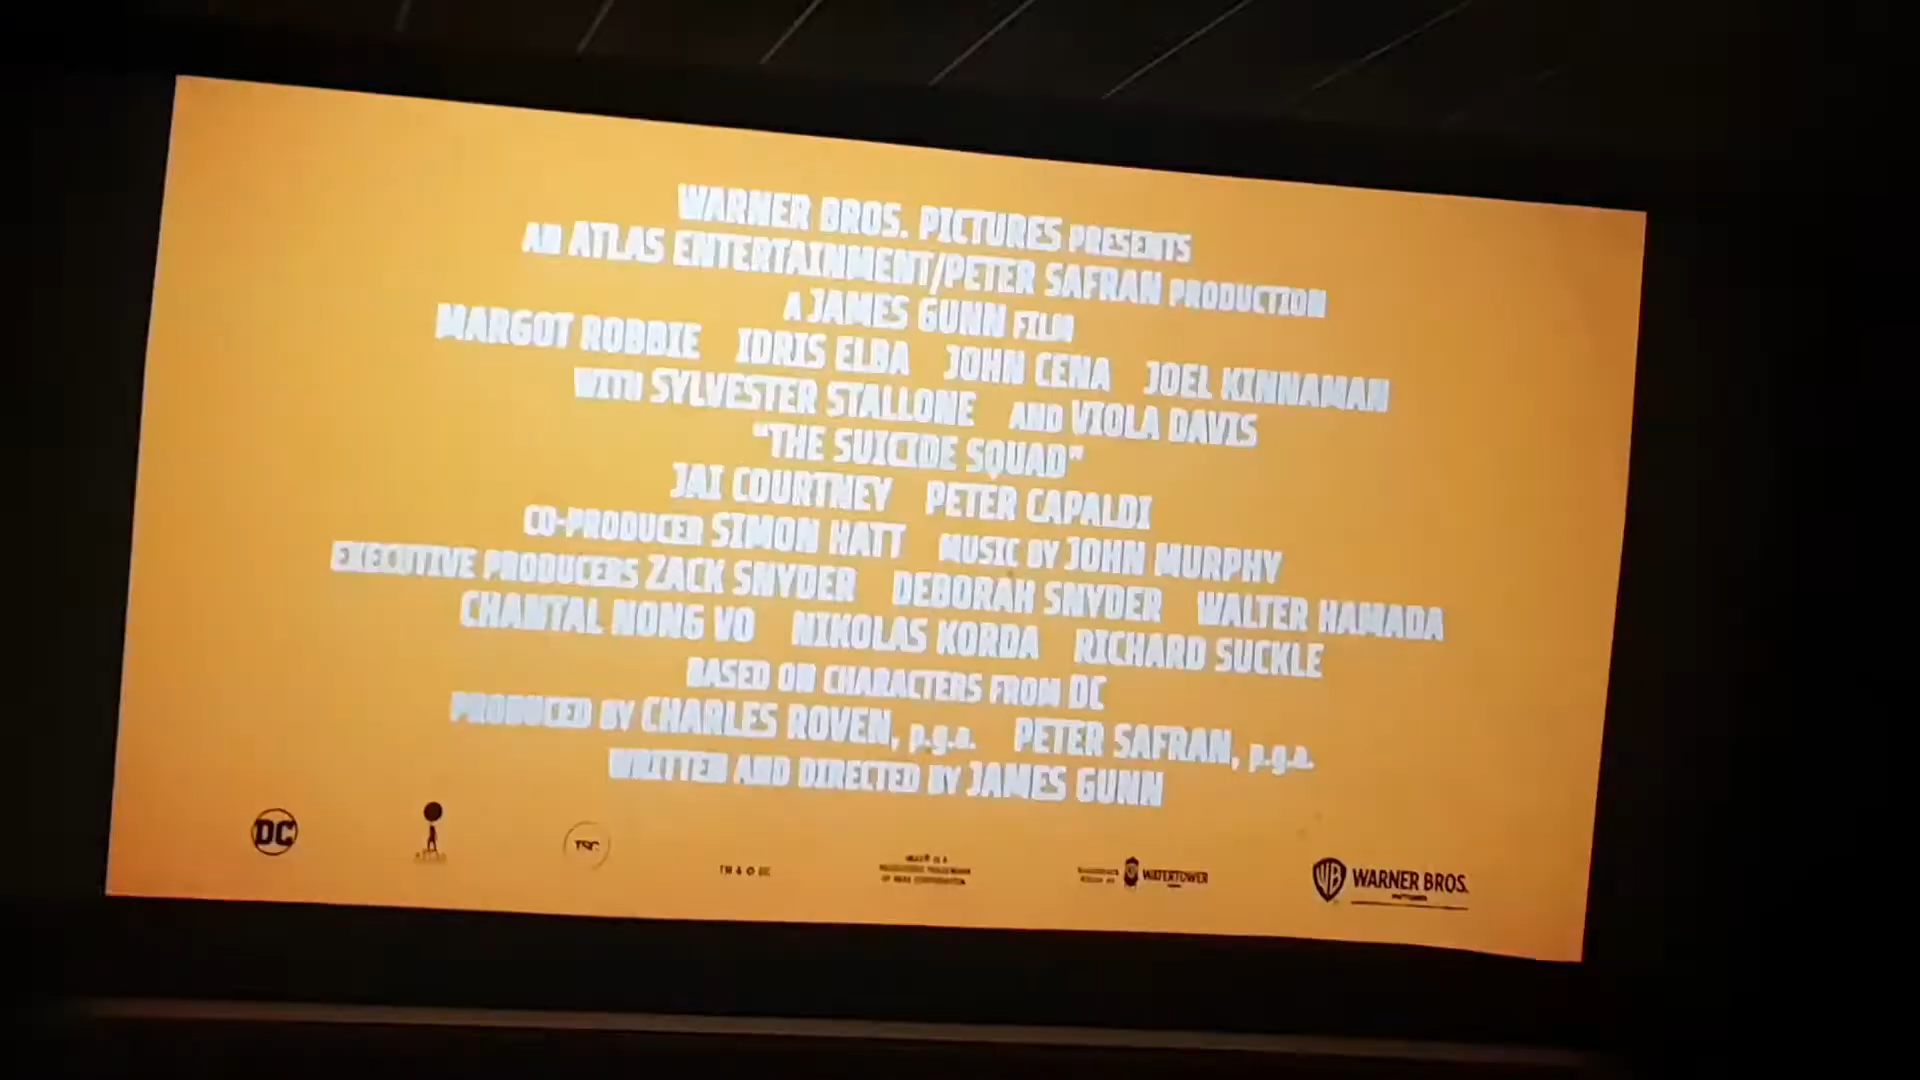 WARNER BROS. PICTURES PRESENTS
AN ATLAS ENTERTAINMENT/PETER SAFRAN PRODUCTION
A JAMES GUNN FILM
MARGOT ROBBIE IDRIS ELBA JOHN CENA JOEL KINNAMAN
WITH SYLVESTER STALLONE AND VIOLA DAVIS
"THE SUICIDE SQUAD"
JAI COURTNEY PETER CAPALDI
CO-PRODUCER SIMON HATT MUSIC BY JOHN MURPHY
EXECUTIVE PRODUCERS ZACK SNYDER DEBORAH SNYDER WALTER HAMADA
CHANTAL NONG VO NIKOLAS KORDA RICHARD SUCKLE
BASED ON CHARACTERS FROM DC
PRODUCED BY CHARLES ROVEN, p.g.a. PETER SAFRAN, p.g.a.
WRITTEN AND DIRECTED BY JAMES GUNN
DC
TM & © DC
WATERTOWER
WB WARNER BROS.
PICTURES